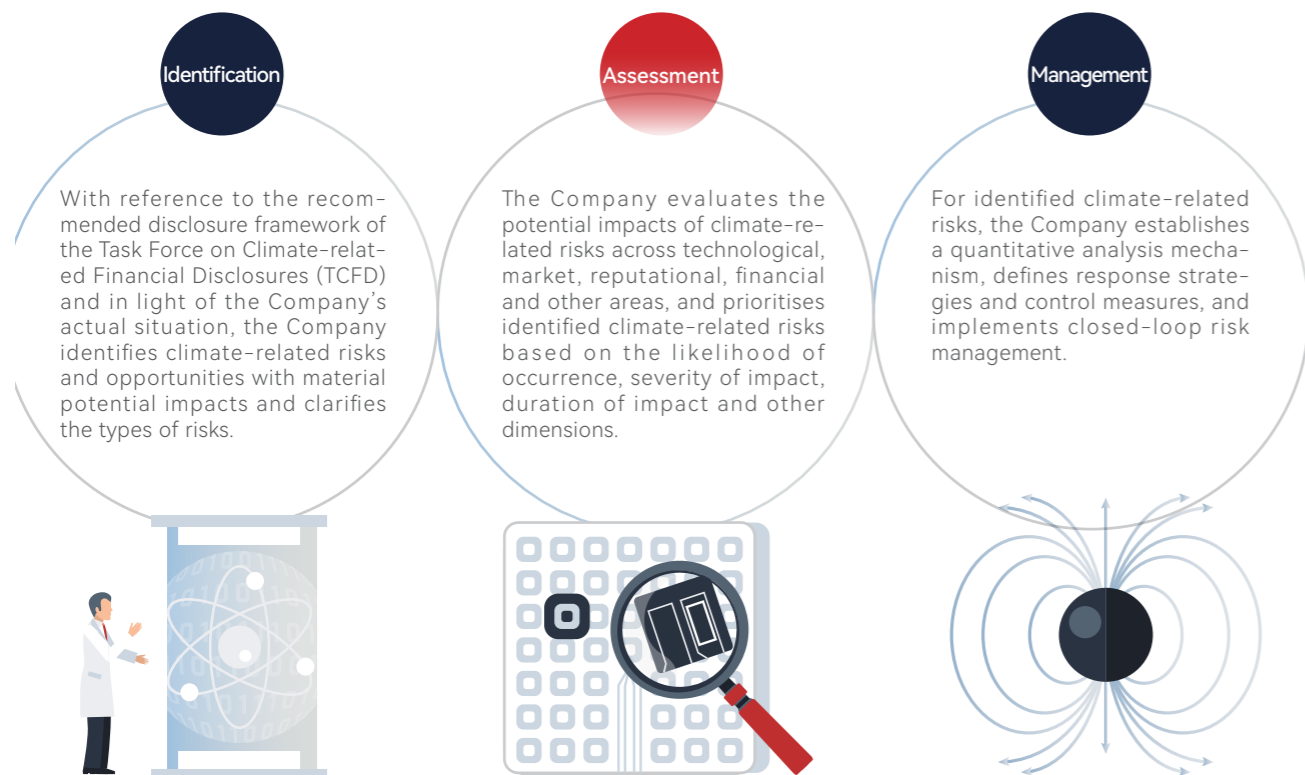 Identification
With reference to the recom-
mended disclosure framework of
the Task Force on Climate-relat-
ed Financial Disclosures (TCFD)
and in light of the Company's
actual situation, the Company
identifies climate-related risks
and opportunities with material
potential impacts and clarifies
the types of risks.
Assessment
The Company evaluates the
potential impacts of climate-re-
lated risks across technological,
market, reputational, financial
and other areas, and prioritises
identified climate-related risks
based on the likelihood of
occurrence, severity of impact,
duration of impact and other
dimensions.
Management
For identified climate-related
risks, the Company establishes
a quantitative analysis mecha-
nism, defines response strate-
gies and control measures, and
implements closed-loop risk
management.